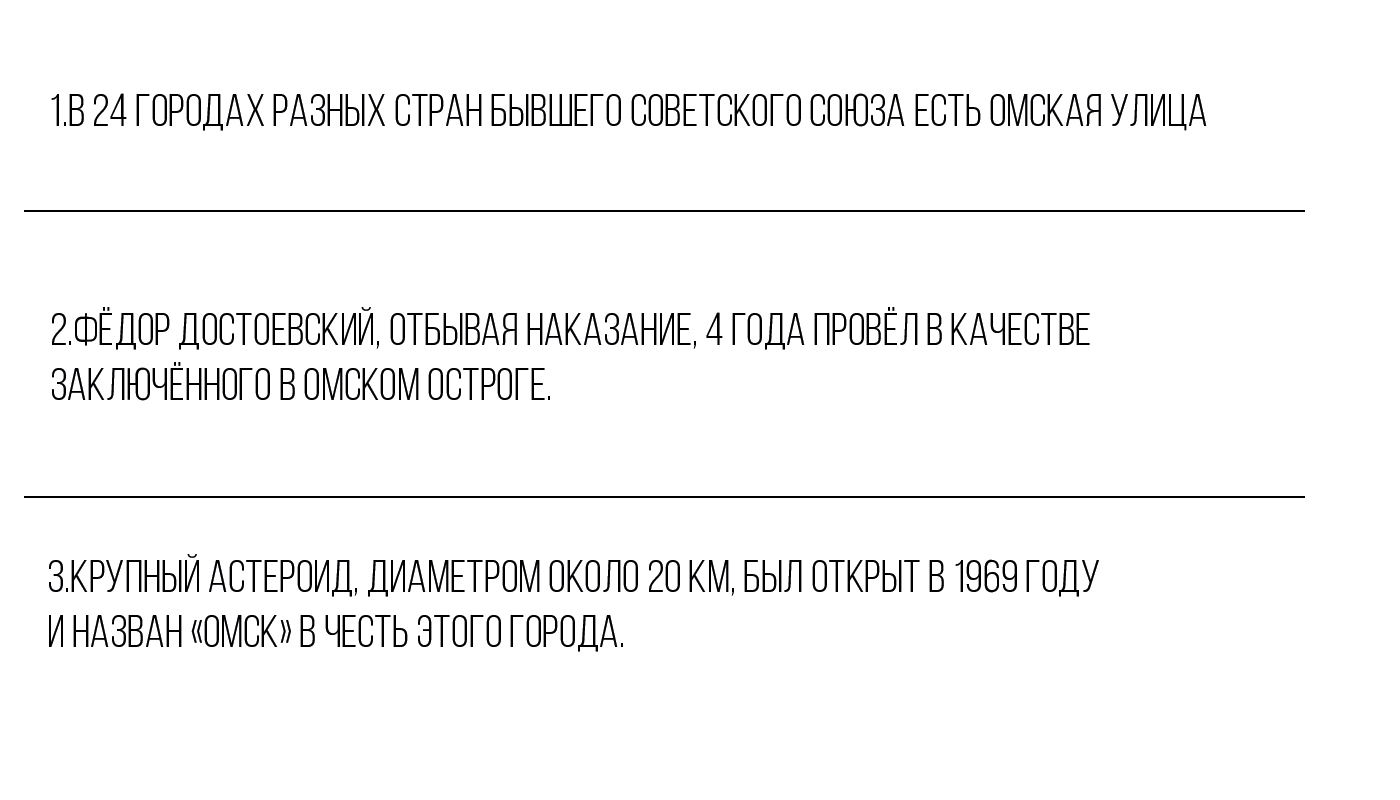 1.В 24 ГОРОДАХ РАЗНЫХ СТРАН БЫВШЕГО СОВЕТСКОГО СОЮЗА ЕСТЬ ОМСКАЯ УЛИЦА
2.ФЁДОР ДОСТОЕВСКИЙ, ОТБЫВАЯ НАКАЗАНИЕ, 4 ГОДА ПРОВЁЛ В КАЧЕСТВЕ
ЗАКЛЮЧЁННОГО В ОМСКОМ ОСТРОГЕ.
3.КРУПНЫЙ АСТЕРОИД, ДИАМЕТРОМ ОКОЛО 20 КМ, БЫЛ ОТКРЫТ В 1969 ГОДУ
И НАЗВАН «ОМСК» В ЧЕСТЬ ЭТОГО ГОРОДА.